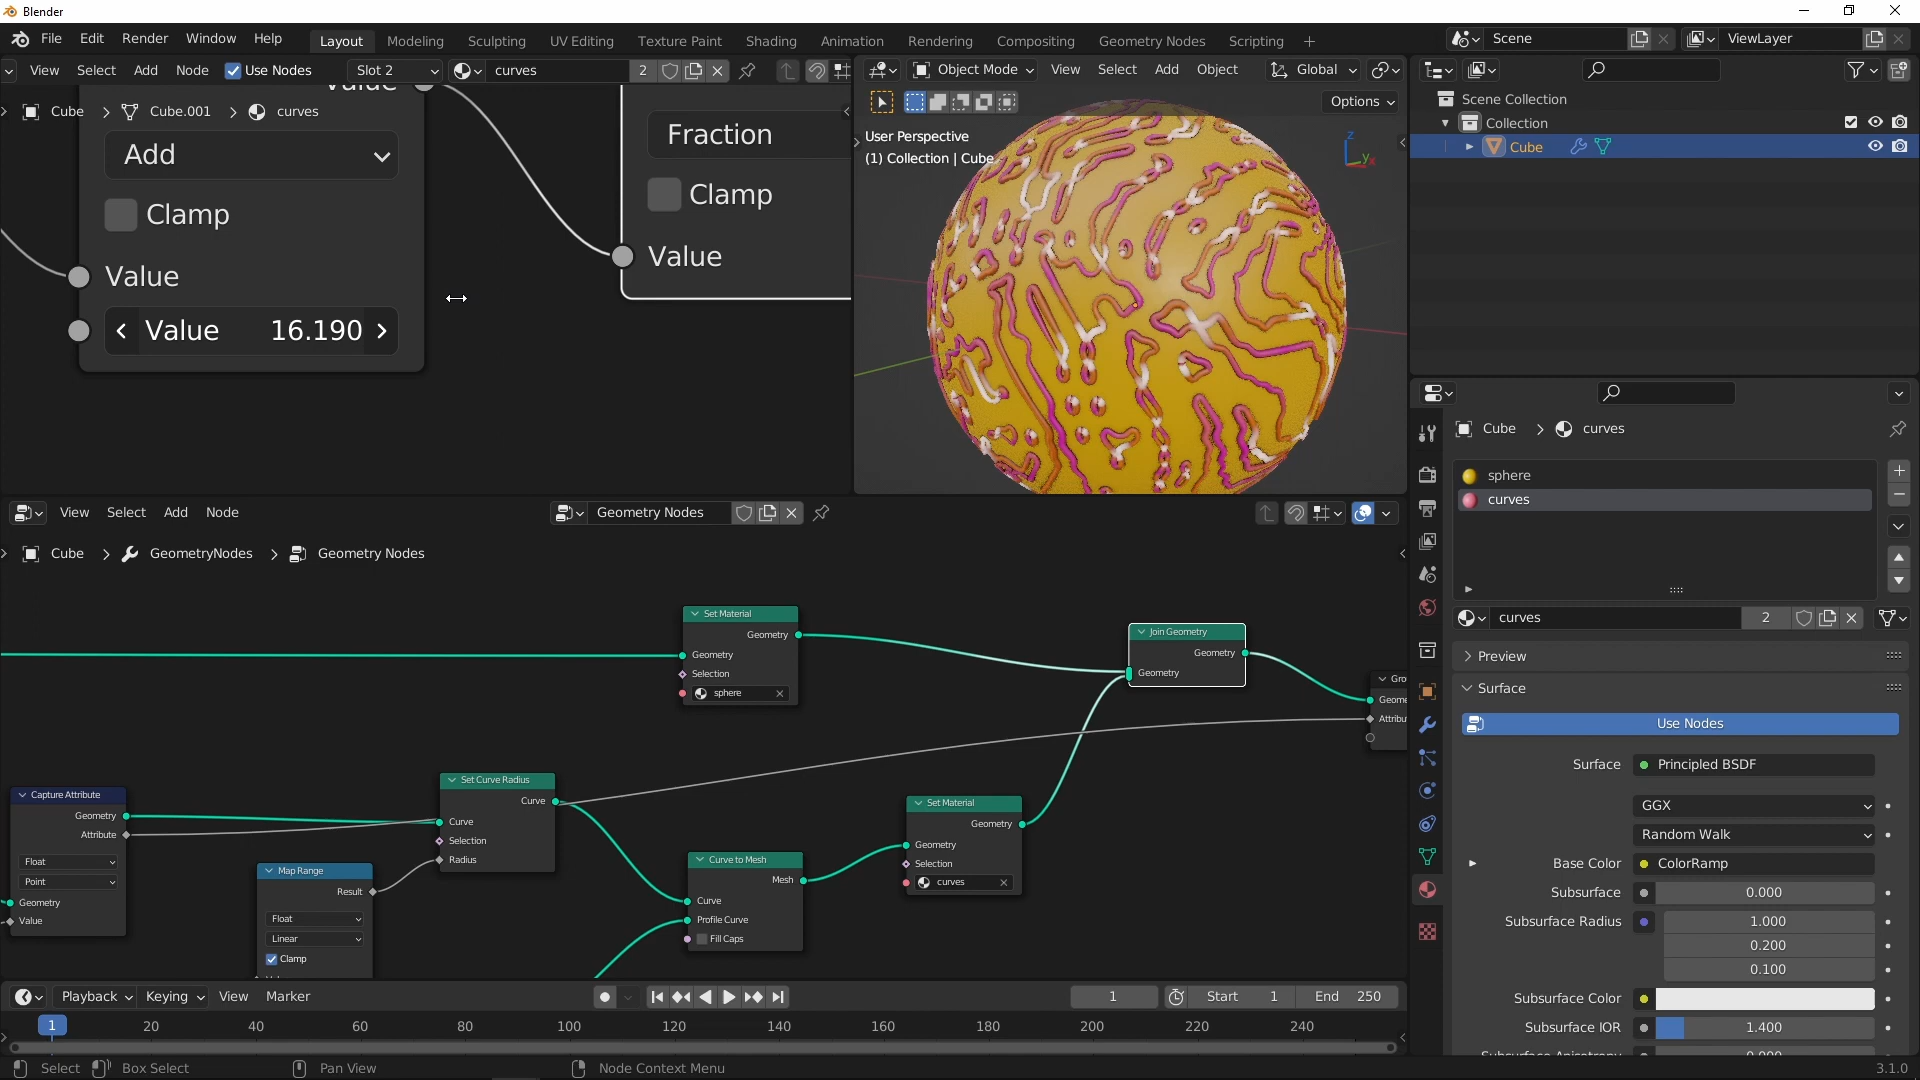 Blender
File Edit Render Window Help
Layout Modeling Sculpting UV Editing Texture Paint Shading Animation Rendering Compositing Geometry Nodes Scripting +
Scene
ViewLayer
View Select Add Node Use Nodes Slot 2 curves 2
Object Mode View Select Add Object Global
Cube > Cube.001 > curves
Value
Add
Clamp
Value
Value 16.190
Fraction
Clamp
Value
Options
User Perspective
(1) Collection | Cube
Z
Y
X
Scene Collection
Collection
Cube
Cube > curves
sphere
curves
curves 2
Preview
Surface
Use Nodes
Surface Principled BSDF
GGX
Random Walk
Base Color ColorRamp
Subsurface 0.000
Subsurface Radius 1.000
0.200
0.100
Subsurface Color
Subsurface IOR 1.400
Subsurface Anisotropy 0.000
View Select Add Node Geometry Nodes
Cube > GeometryNodes > Geometry Nodes
Set Material
Geometry
Geometry
Selection
sphere
Join Geometry
Geometry
Geometry
Capture Attribute
Geometry
Attribute
Float
Point
Geometry
Value
Map Range
Result
Float
Linear
Clamp
Set Curve Radius
Curve
Curve
Selection
Radius
Curve to Mesh
Mesh
Curve
Profile Curve
Fill Caps
Set Material
Geometry
Geometry
Selection
curves
Gro
Geome
Attribu
Playback Keying View Marker 1 Start 1 End 250
1 20 40 60 80 100 120 140 160 180 200 220 240
Select Box Select Pan View Node Context Menu 3.1.0